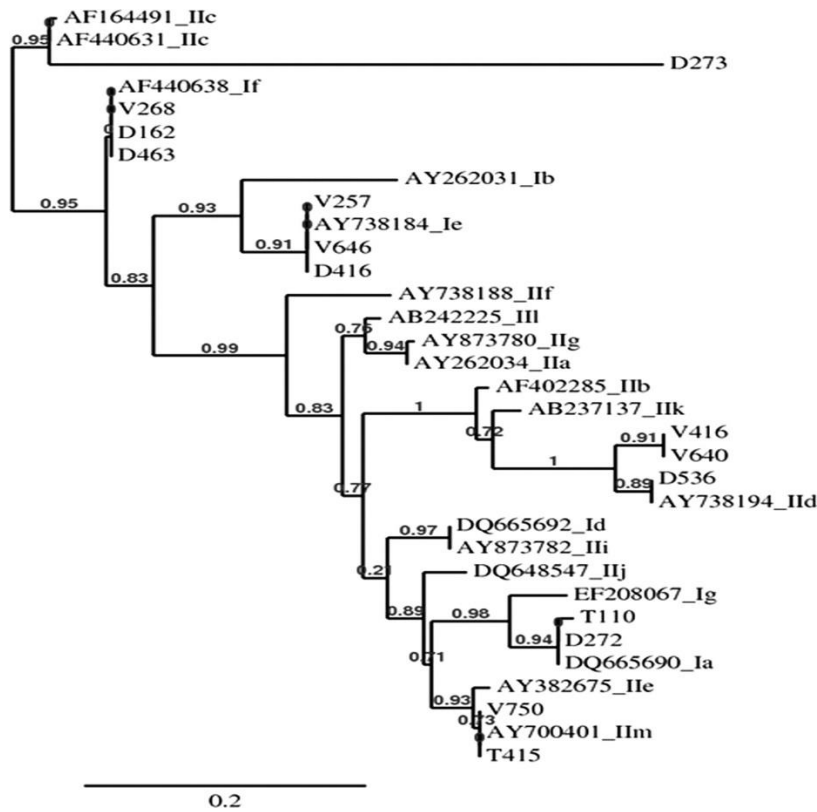 AF164491_IIc
0.95
AF440631_IIc
D273
AF440638_If
V268
D162
D463
AY262031_Ib
0.95
0.93
V257
AY738184_Ie
0.91
V646
D416
0.83
AY738188_IIf
AB242225_III
0.76
AY873780_IIg
0.99
0.94
AY262034_IIa
AF402285_IIb
0.83
1
AB237137_IIk
0.72
V416
0.91
V640
1
D536
0.89
0.77
AY738194_IId
DQ665692_Id
0.97
AY873782_IIi
0.21
DQ648547_IIj
EF208067_Ig
0.89
0.98
T110
0.94
D272
0.71
DQ665690_Ia
AY382675_IIe
0.93
V750
0.73
AY700401_IIm
T415
0.2